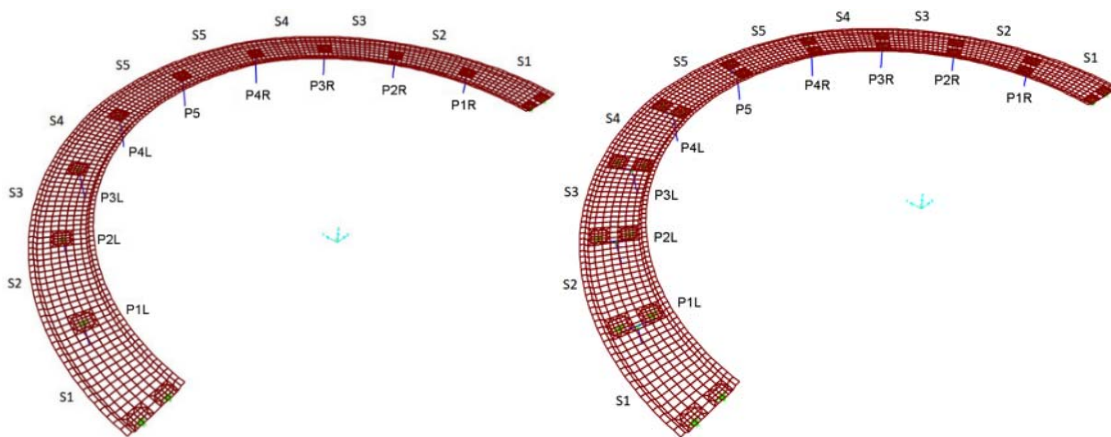 S5 S4 S3 S2 S1
S5
S4
S3
S2
S1
P5 P4R P3R P2R P1R
P4L
P3L
P2L
P1L
S5 S4 S3 S2 S1
S5
S4
S3
S2
S1
P5 P4R P3R P2R P1R
P4L
P3L
P2L
P1L